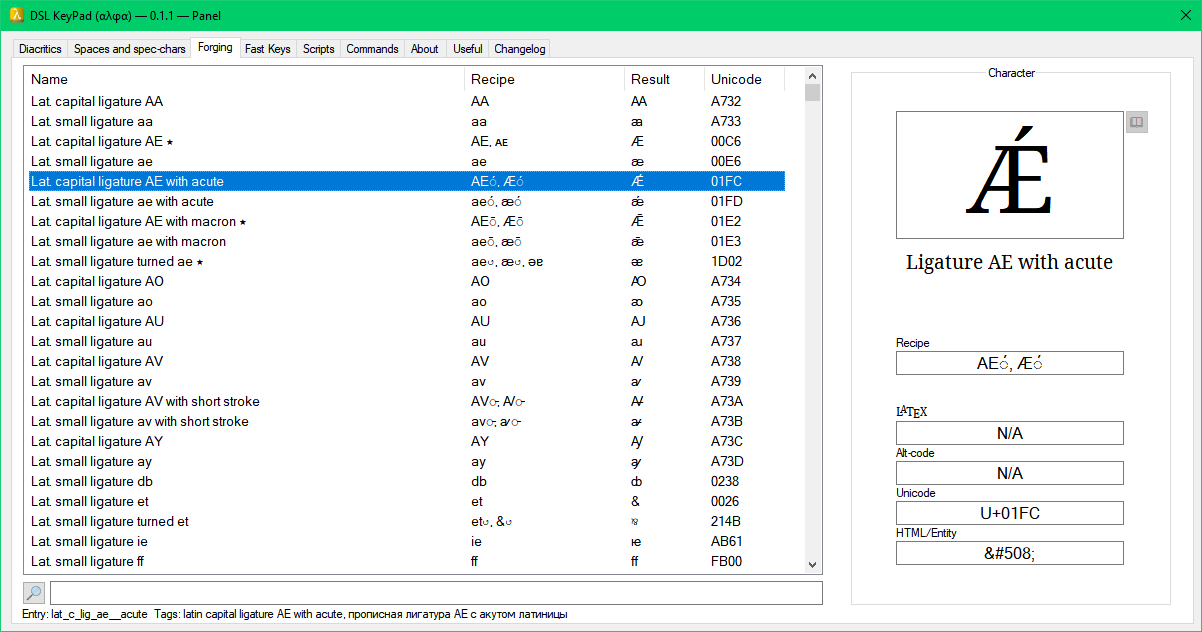 DSL KeyPad (αλφα) — 0.1.1 — Panel
Diacritics Spaces and spec-chars Forging Fast Keys Scripts Commands About Useful Changelog
Name Recipe Result Unicode
Lat. capital ligature AA AA Ꜳ A732
Lat. small ligature aa aa ꜳ A733
Lat. capital ligature AE ★ AE, ᴀᴇ Æ 00C6
Lat. small ligature ae ae æ 00E6
Lat. capital ligature AE with acute AE◌́, Æ◌́ Ǽ 01FC
Lat. small ligature ae with acute ae◌́, æ◌́ ǽ 01FD
Lat. capital ligature AE with macron ★ AE◌̄, Æ◌̄ Ǣ 01E2
Lat. small ligature ae with macron ae◌̄, æ◌̄ ǣ 01E3
Lat. small ligature turned ae ★ ae↺, æ↺, ɐɐ ᴂ 1D02
Lat. capital ligature AO AO Ꜵ A734
Lat. small ligature ao ao ꜵ A735
Lat. capital ligature AU AU Ꜷ A736
Lat. small ligature au au ꜷ A737
Lat. capital ligature AV AV Ꜹ A738
Lat. small ligature av av ꜹ A739
Lat. capital ligature AV with short stroke AV◌̵, Ꜹ◌̵ Ꜻ A73A
Lat. small ligature av with short stroke av◌̵, ꜹ◌̵ ꜻ A73B
Lat. capital ligature AY AY Ꜽ A73C
Lat. small ligature ay ay ꜽ A73D
Lat. small ligature db db ȸ 0238
Lat. small ligature et et & 0026
Lat. small ligature turned et et↺, &↺ ⅋ 214B
Lat. small ligature ie ie ꭡ AB61
Lat. small ligature ff ff ff FB00
Entry: lat_c_lig_ae__acute Tags: latin capital ligature AE with acute, прописная лигатура AE с акутом латиницы
Character
Ǽ
Ligature AE with acute
Recipe
AE◌́, Æ◌́
LATEX
N/A
Alt-code
N/A
Unicode
U+01FC
HTML/Entity
&#508;